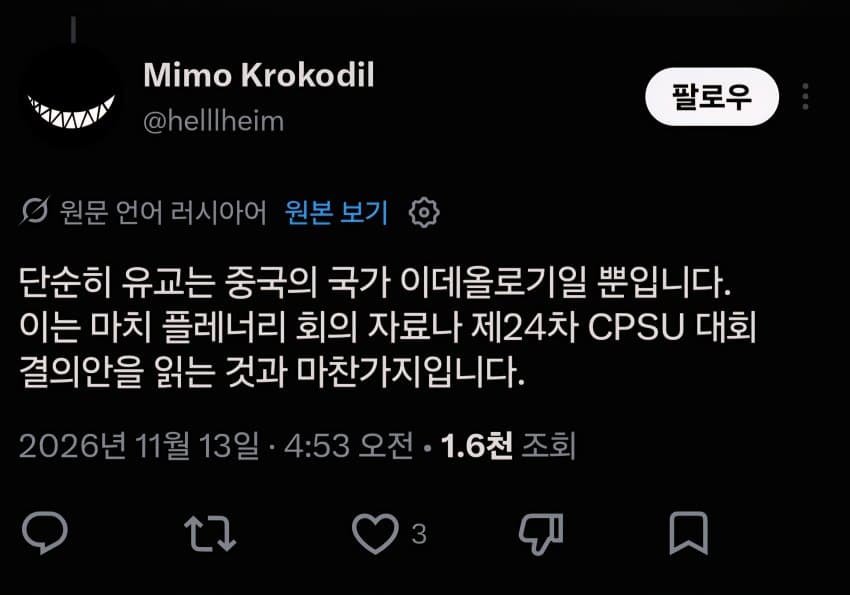 Mimo Krokodil
@helllheim
팔로우
원문 언어 러시아어 원본 보기
단순히 유교는 중국의 국가 이데올로기일 뿐입니다.
이는 마치 플레너리 회의 자료나 제24차 CPSU 대회
결의안을 읽는 것과 마찬가지입니다.
2026년 11월 13일 · 4:53 오전 · 1.6천 조회
3